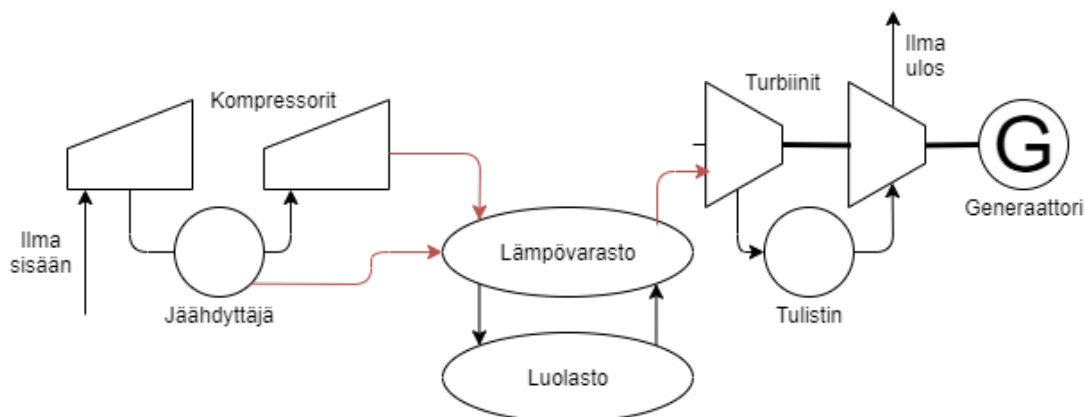 Ilma
ulos
Kompressorit
Turbiinit
G
Generaattori
Ilma
sisään
Lämpövarasto
Jäähdyttäjä
Tulistin
Luolasto